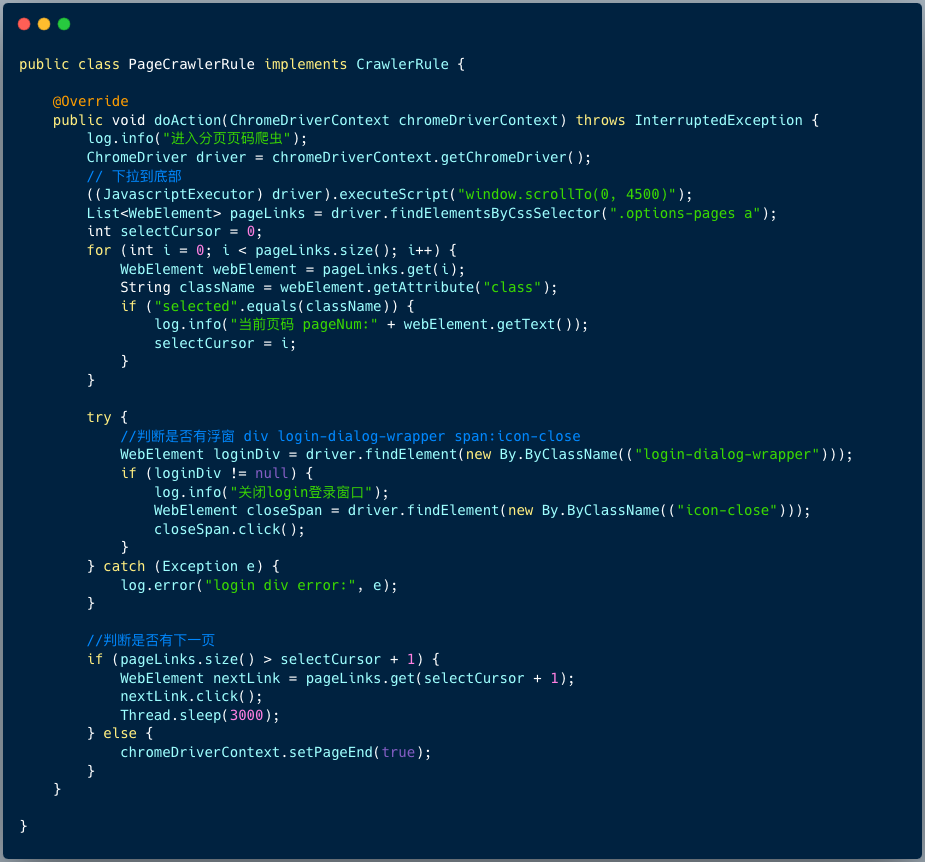 public class PageCrawlerRule implements CrawlerRule {
@Override
public void doAction(ChromeDriverContext chromeDriverContext) throws InterruptedException {
log.info("进入分页页码爬虫");
ChromeDriver driver = chromeDriverContext.getChromeDriver();
// 下拉到底部
((JavascriptExecutor) driver).executeScript("window.scrollTo(0, 4500)");
List<WebElement> pageLinks = driver.findElementsByCssSelector(".options-pages a");
int selectCursor = 0;
for (int i = 0; i < pageLinks.size(); i++) {
WebElement webElement = pageLinks.get(i);
String className = webElement.getAttribute("class");
if ("selected".equals(className)) {
log.info("当前页码 pageNum:" + webElement.getText());
selectCursor = i;
}
}
try {
//判断是否有浮窗 div login-dialog-wrapper span:icon-close
WebElement loginDiv = driver.findElement(new By.ByClassName(("login-dialog-wrapper")));
if (loginDiv != null) {
log.info("关闭login登录窗口");
WebElement closeSpan = driver.findElement(new By.ByClassName(("icon-close")));
closeSpan.click();
}
} catch (Exception e) {
log.error("login div error:", e);
}
//判断是否有下一页
if (pageLinks.size() > selectCursor + 1) {
WebElement nextLink = pageLinks.get(selectCursor + 1);
nextLink.click();
Thread.sleep(3000);
} else {
chromeDriverContext.setPageEnd(true);
}
}
}